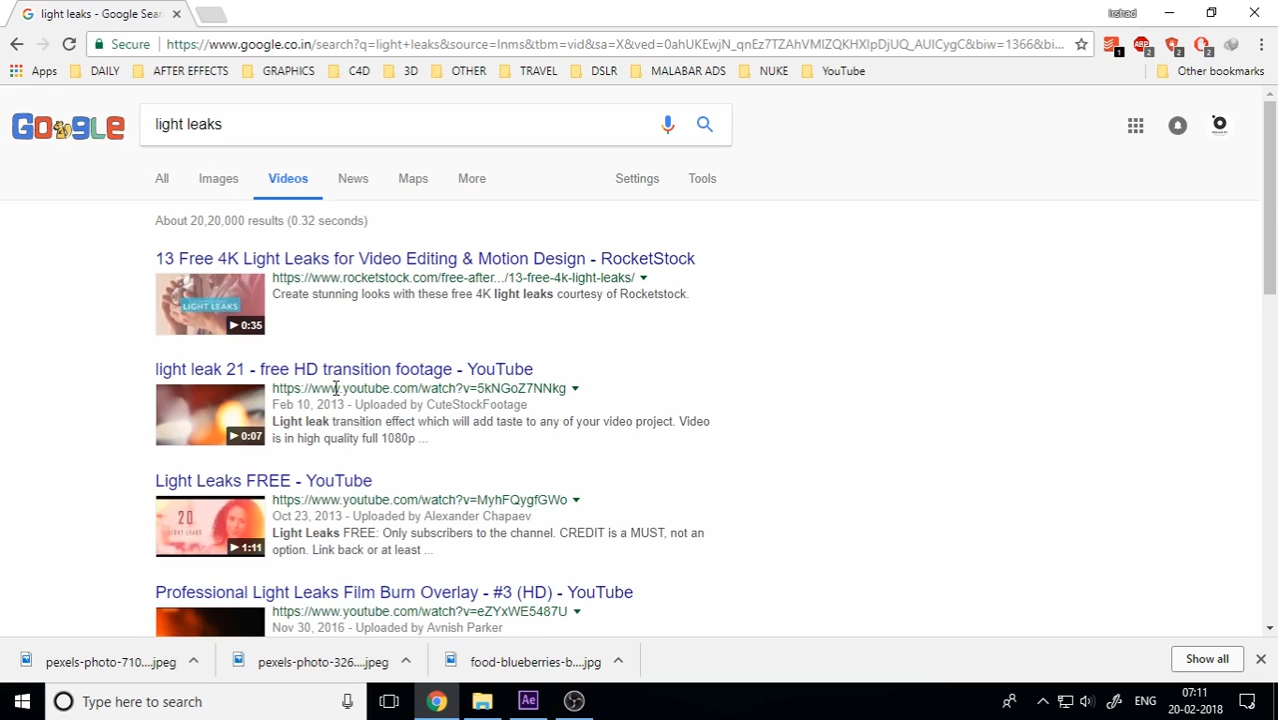 light leaks - Google Sear
Irshad
Secure
https://www.google.co.in/search?q=light+leaks&source=lnms&tbm=vid&sa=X&ved=0ahUKEwjN_qnEz7TZAhVMIZQKHXlpDjUQ_AUICygC&biw=1366&bi...
1 2 2 2
Apps DAILY AFTER EFFECTS GRAPHICS C4D 3D OTHER TRAVEL DSLR MALABAR ADS NUKE YouTube Other bookmarks
Google
light leaks
All Images Videos News Maps More Settings Tools
About 20,20,000 results (0.32 seconds)
13 Free 4K Light Leaks for Video Editing & Motion Design - RocketStock
https://www.rocketstock.com/free-after.../13-free-4k-light-leaks/
Create stunning looks with these free 4K light leaks courtesy of Rocketstock.
LIGHT LEAKS
0:35
light leak 21 - free HD transition footage - YouTube
https://www.youtube.com/watch?v=5kNGoZ7NNkg
Feb 10, 2013 - Uploaded by CuteStockFootage
Light leak transition effect which will add taste to any of your video project. Video
is in high quality full 1080p ...
0:07
Light Leaks FREE - YouTube
https://www.youtube.com/watch?v=MyhFQygfGWo
Oct 23, 2013 - Uploaded by Alexander Chapaev
Light Leaks FREE: Only subscribers to the channel. CREDIT is a MUST, not an
option. Link back or at least ...
20
LIGHT LEAKS
1:11
Professional Light Leaks Film Burn Overlay - #3 (HD) - YouTube
https://www.youtube.com/watch?v=eZYxWE5487U
Nov 30, 2016 - Uploaded by Avnish Parker
pexels-photo-710....jpeg pexels-photo-326....jpeg food-blueberries-b....jpg Show all
Type here to search
Ae
ENG
07:11
20-02-2018